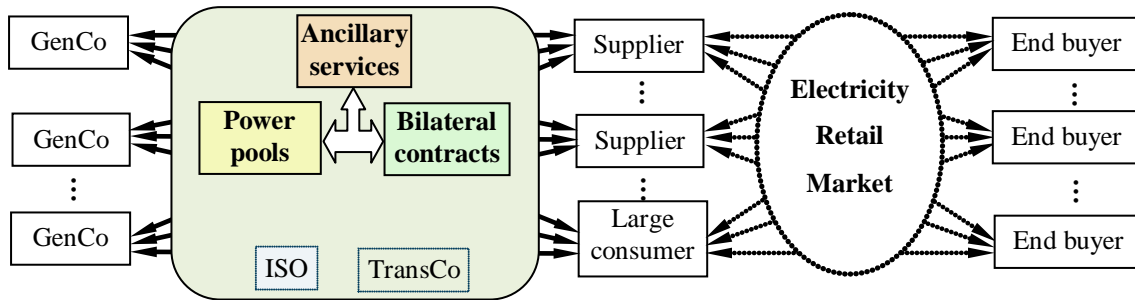 GenCo
GenCo
⋮
GenCo
Ancillary
services
Power
pools
Bilateral
contracts
ISO
TransCo
Supplier
⋮
Supplier
⋮
Large
consumer
Electricity
Retail
Market
End buyer
End buyer
⋮
End buyer